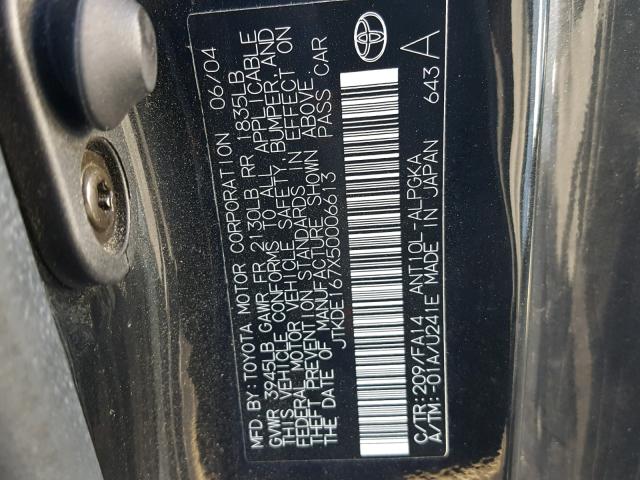 MFD.BY:TOYOTA MOTOR CORPORATION 06/04
GVWR 3945LB GAWR FR 2130LB RR 1835LB
THIS VEHICLE CONFORMS TO ALL APPLICABLE
FEDERAL MOTOR VEHICLE SAFETY, BUMPER, AND
THEFT PREVENTION STANDARDS IN EFFECT ON
THE DATE OF MANUFACTURE SHOWN ABOVE.
JTKDE167X50006613 PASS CAR
C/TR:209/FA14 ANT10L-ALPGKA 643 A
A/TM:-01A/U241E MADE IN JAPAN